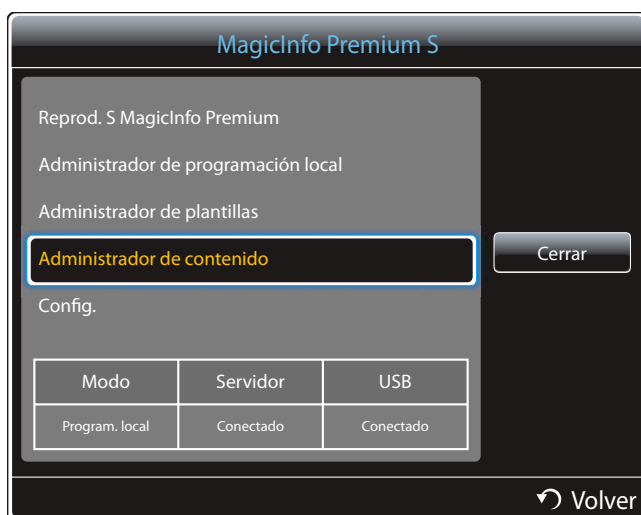 MagicInfo Premium S
Reprod. S MagicInfo Premium
Administrador de programación local
Administrador de plantillas
Administrador de contenido
Config.
Cerrar
Modo Servidor USB
Program. local Conectado Conectado
Volver